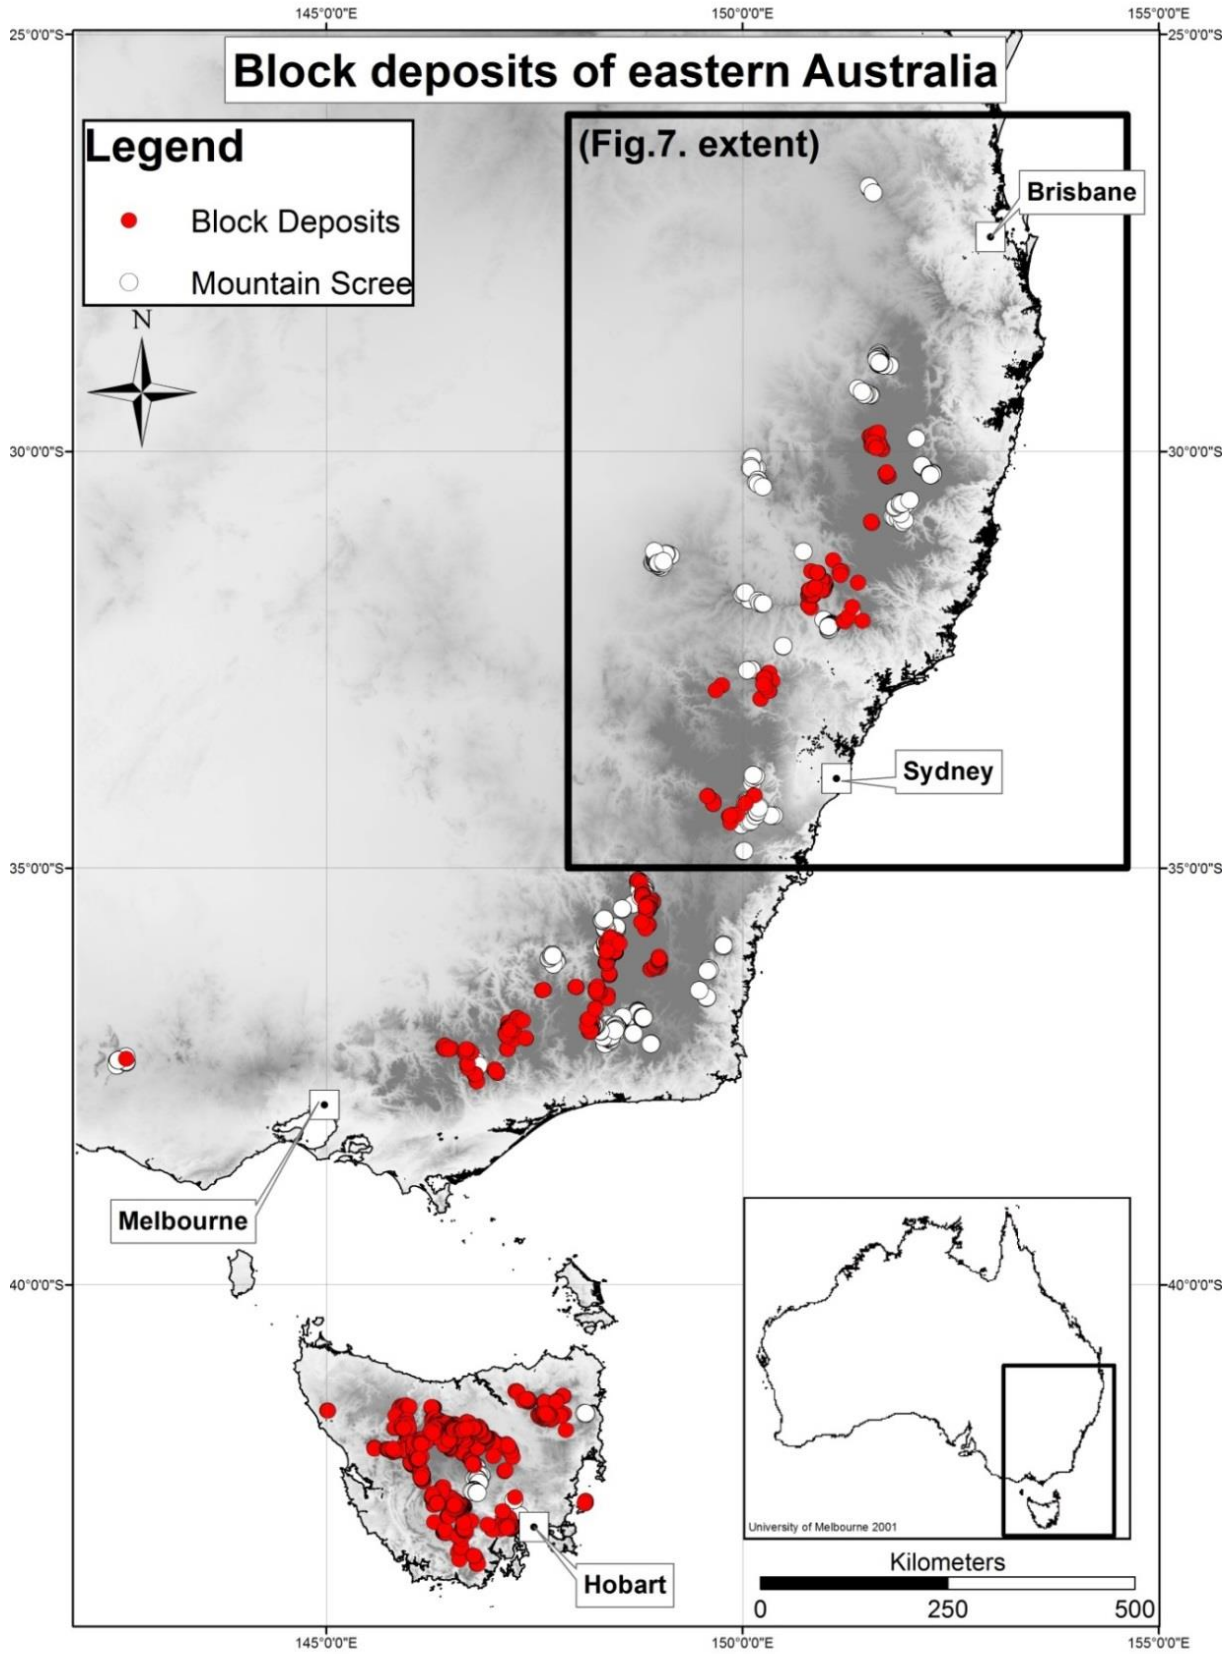 145°0'0"E
150°0'0"E
155°0'0"E
25°0'0"S
25°0'0"S
Block deposits of eastern Australia
Legend
Block Deposits
Mountain Scree
N
(Fig.7. extent)
Brisbane
30°0'0"S
30°0'0"S
Sydney
35°0'0"S
35°0'0"S
Melbourne
40°0'0"S
40°0'0"S
Hobart
University of Melbourne 2001
Kilometers
0
250
500
145°0'0"E
150°0'0"E
155°0'0"E